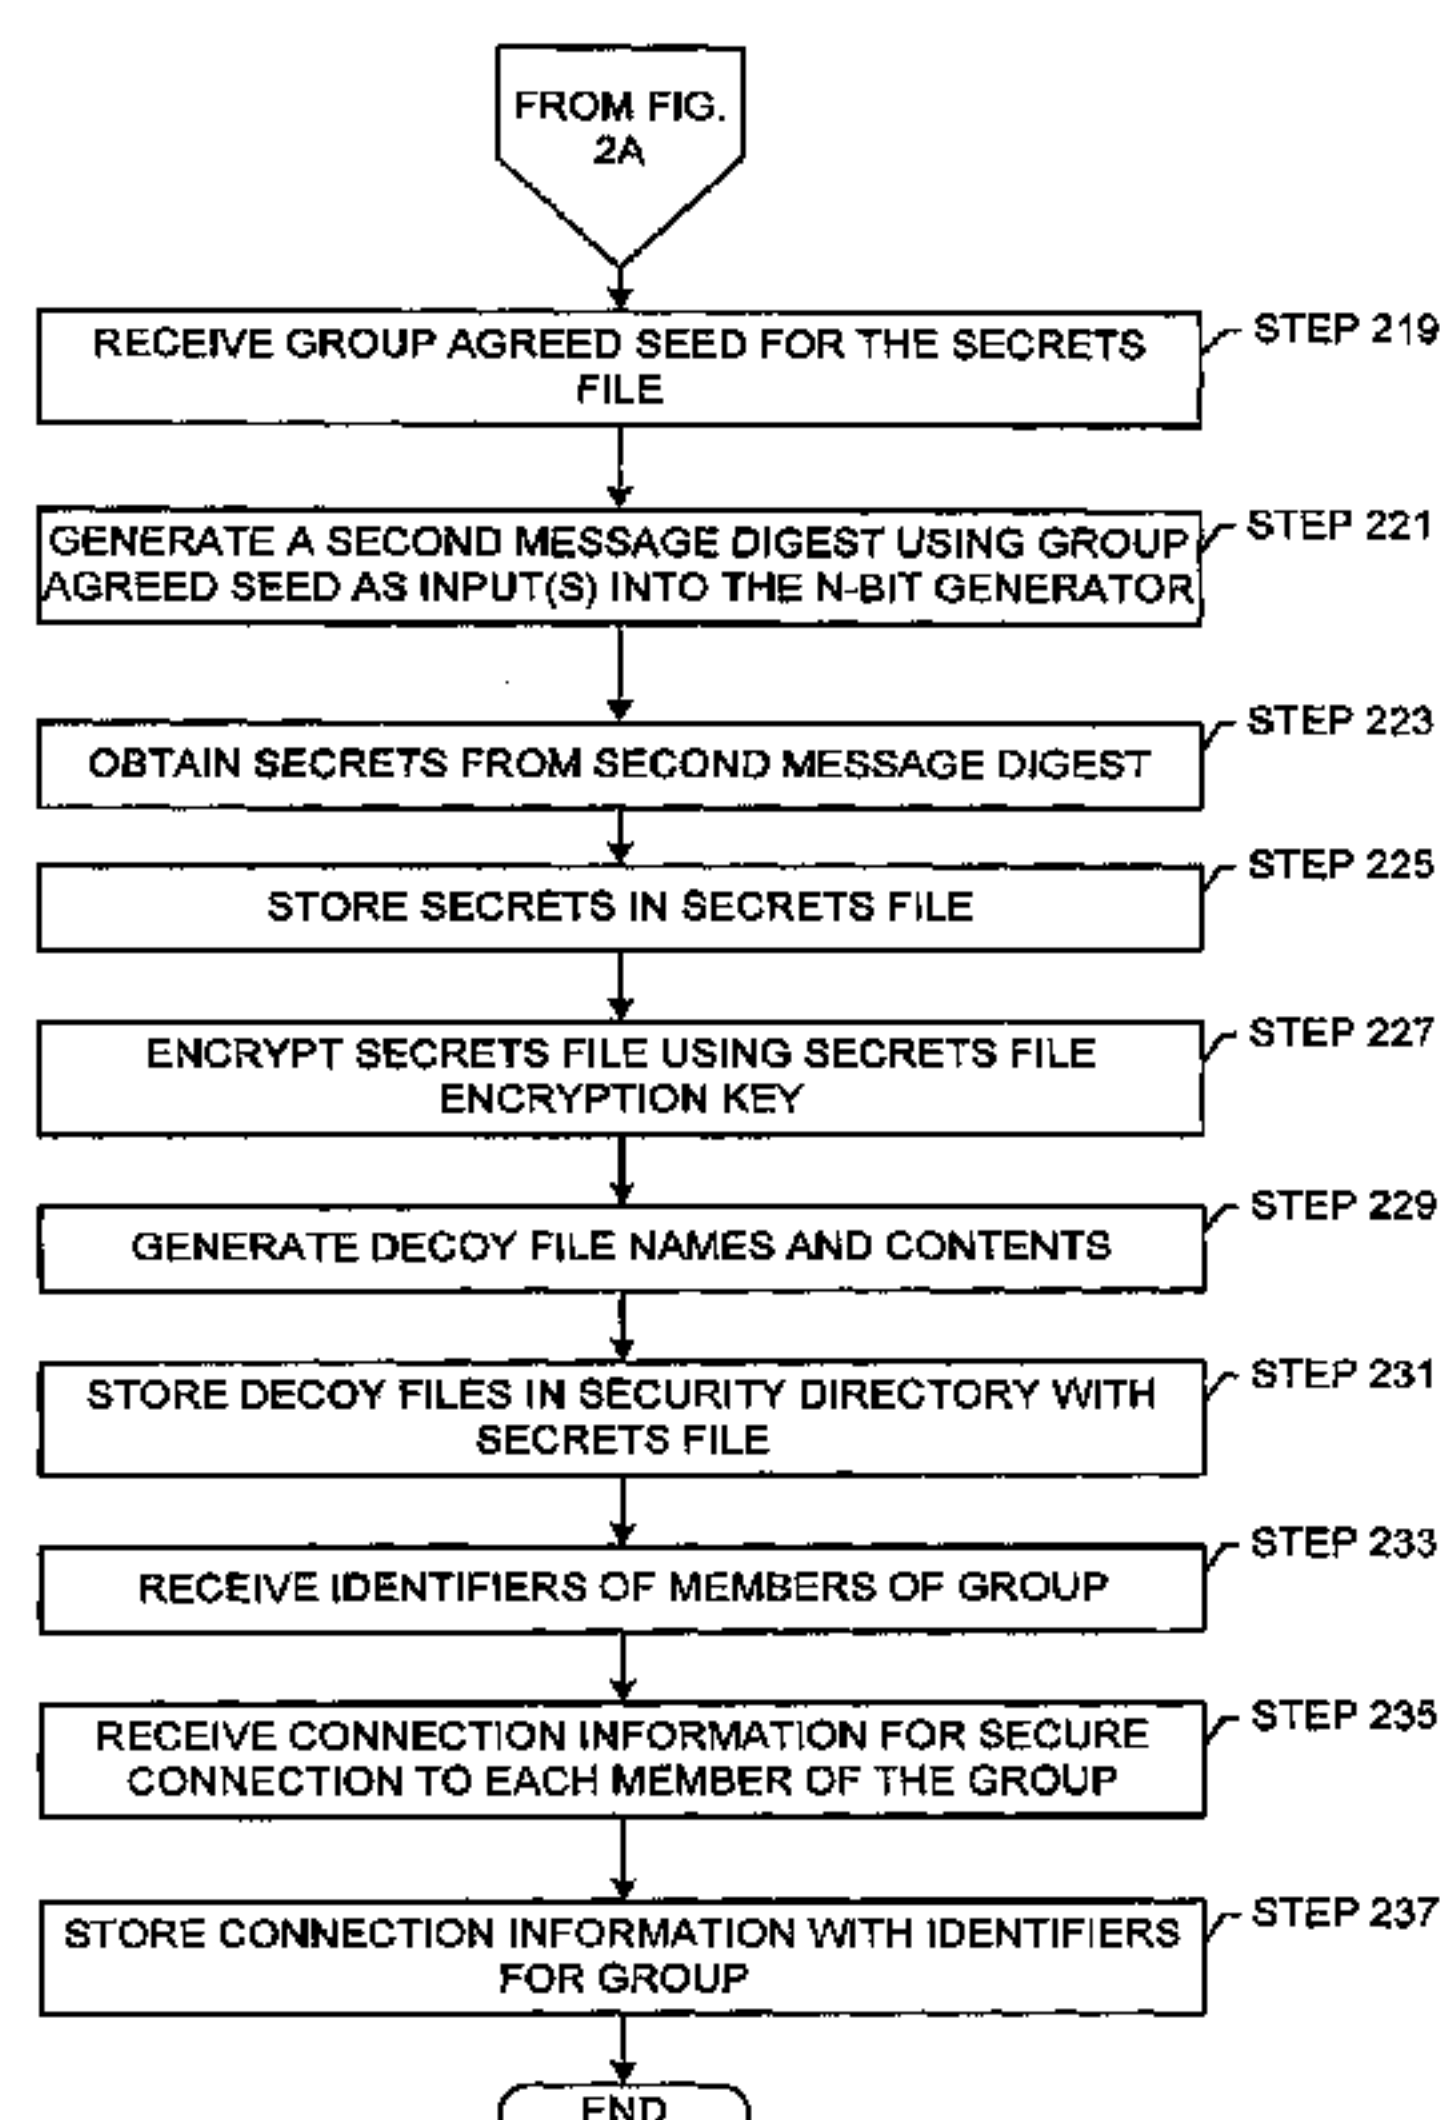 FROM FIG.
2A
RECEIVE GROUP AGREED SEED FOR THE SECRETS
FILE
STEP 219
GENERATE A SECOND MESSAGE DIGEST USING GROUP
AGREED SEED AS INPUT(S) INTO THE N-BIT GENERATOR
STEP 221
OBTAIN SECRETS FROM SECOND MESSAGE DIGEST
STEP 223
STORE SECRETS IN SECRETS FILE
STEP 225
ENCRYPT SECRETS FILE USING SECRETS FILE
ENCRYPTION KEY
STEP 227
GENERATE DECOY FILE NAMES AND CONTENTS
STEP 229
STORE DECOY FILES IN SECURITY DIRECTORY WITH
SECRETS FILE
STEP 231
RECEIVE IDENTIFIERS OF MEMBERS OF GROUP
STEP 233
RECEIVE CONNECTION INFORMATION FOR SECURE
CONNECTION TO EACH MEMBER OF THE GROUP
STEP 235
STORE CONNECTION INFORMATION WITH IDENTIFIERS
FOR GROUP
STEP 237
END